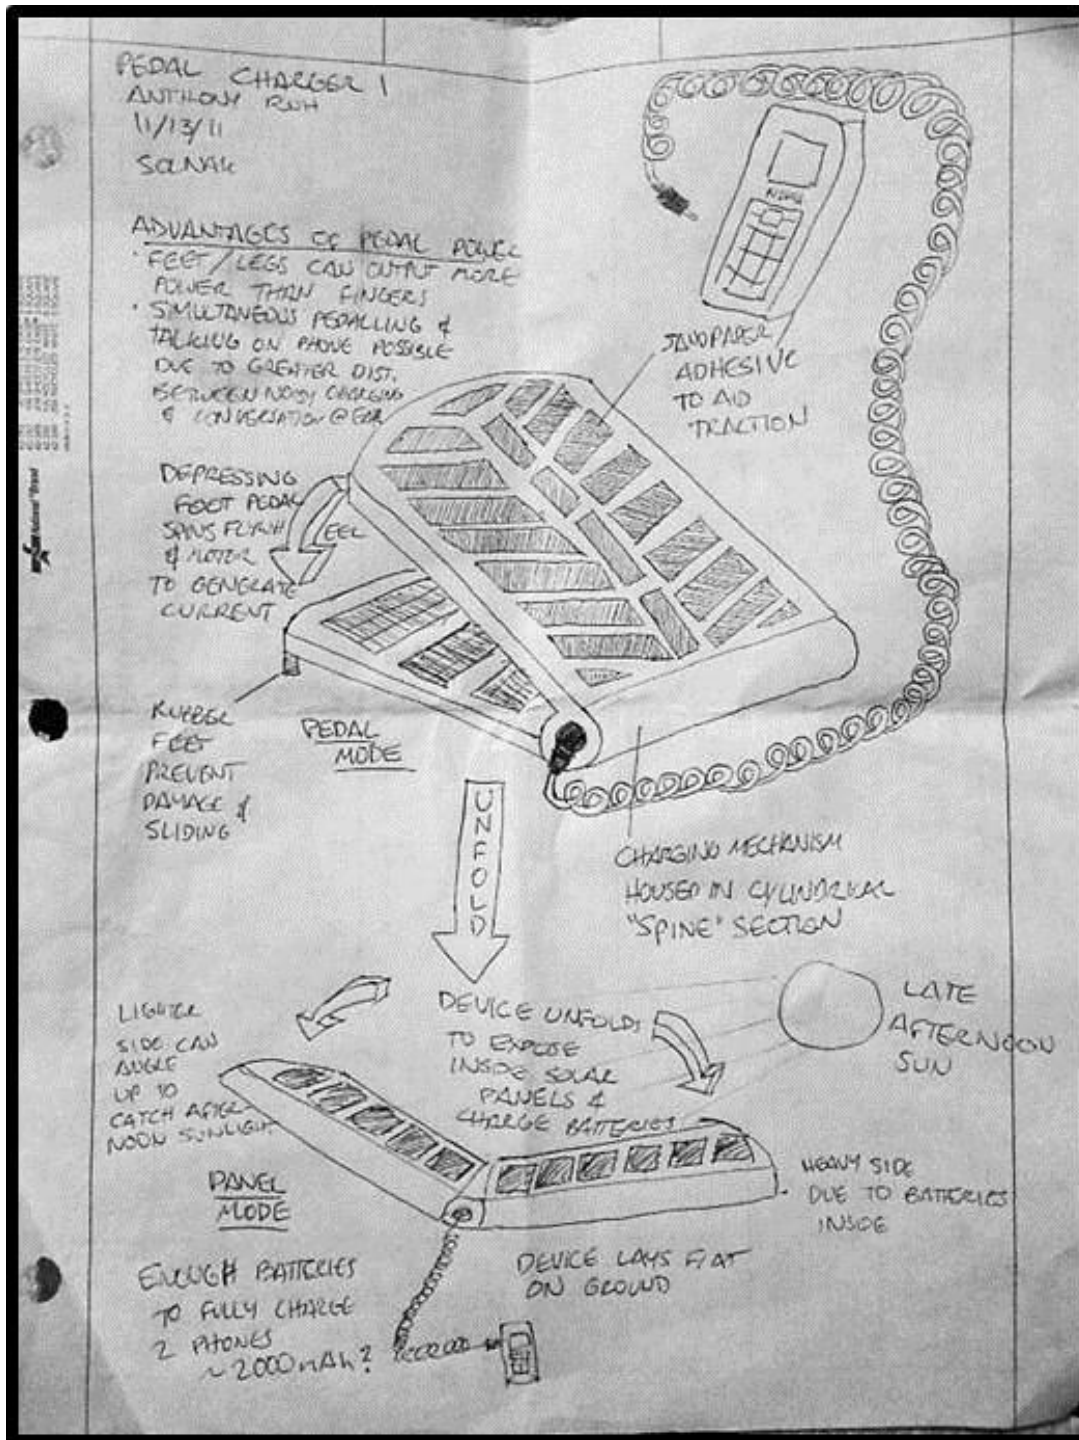 PEDAL CHARGER 1
ANTHONY
11/13/11
ADVANTAGES OF PEDAL POWER
• FEET/LEGS CAN OUTPUT MORE
POWER THAN FINGERS
• SIMULTANEOUS PEDALLING &
TALKING ON PHONE POSSIBLE
DUE TO GREATER DIST.
BETWEEN NOISY CHARGING
& CONVERSATION @ EAR
SANDPAPER
ADHESIVE
TO AID
TRACTION
DEPRESSING
FOOT PEDAL
SANS FLYWHEEL
& MOTOR
TO GENERATE
CURRENT
RUBBER
FEET
PREVENT
DAMAGE &
SLIDING
PEDAL
MODE
UNFOLD
CHARGING MECHANISM
HOUSED IN CYLINDRICAL
"SPINE" SECTION
LIGHTER
SIDE CAN
ANGLE
UP TO
CATCH AFTER-
NOON SUNLIGHT
DEVICE UNFOLDS
TO EXPOSE
INSIDE SOLAR
PANELS &
CHARGE BATTERIES
LATE
AFTERNOON
SUN
PANEL
MODE
HEAVY SIDE
DUE TO BATTERIES
INSIDE
DEVICE LAYS FLAT
ON GROUND
ENOUGH BATTERIES
TO FULLY CHARGE
2 PHONES
~2000mAh?